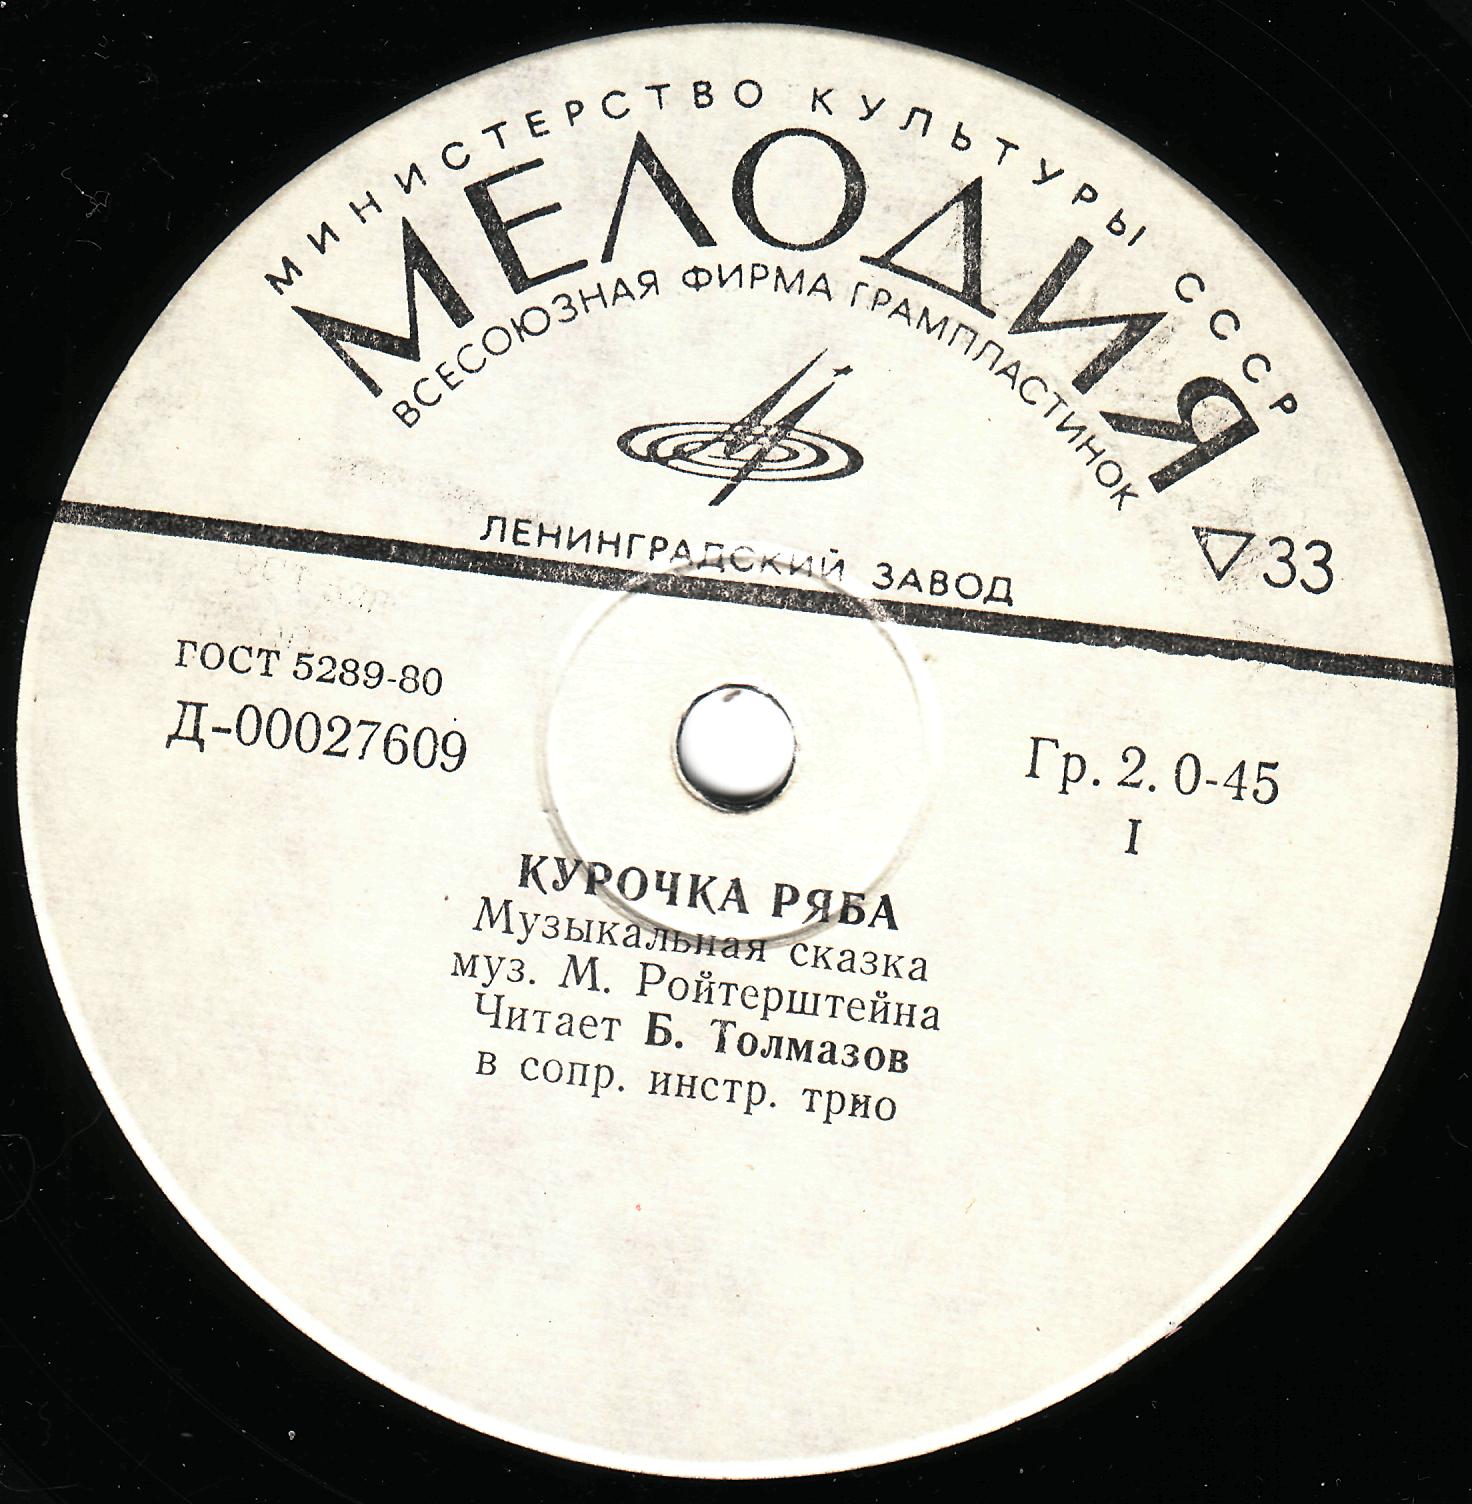 МИНИСТЕРСТВО КУЛЬТУРЫ СССР
МЕЛОДИЯ
ВСЕСОЮЗНАЯ ФИРМА ГРАМПЛАСТИНОК
ЛЕНИНГРАДСКИЙ ЗАВОД
33
ГОСТ 5289-80
Д-00027609
Гр. 2. 0-45
I
КУРОЧКА РЯБА
Музыкальная сказка
муз. М. Ройтерштейна
Читает Б. Толмазов
в сопр. инстр. трио